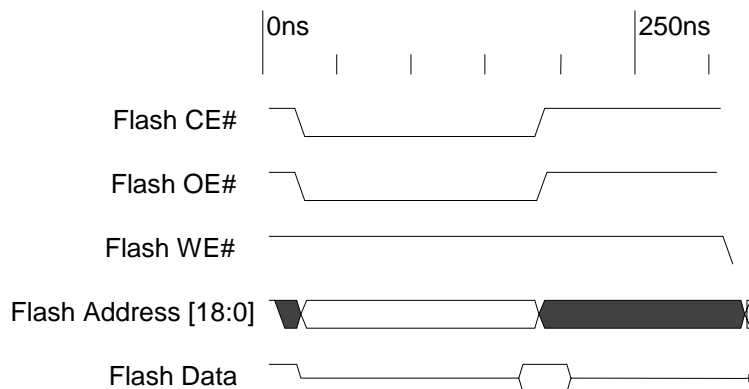 0ns 250ns
Flash CE#
Flash OE#
Flash WE#
Flash Address [18:0]
Flash Data